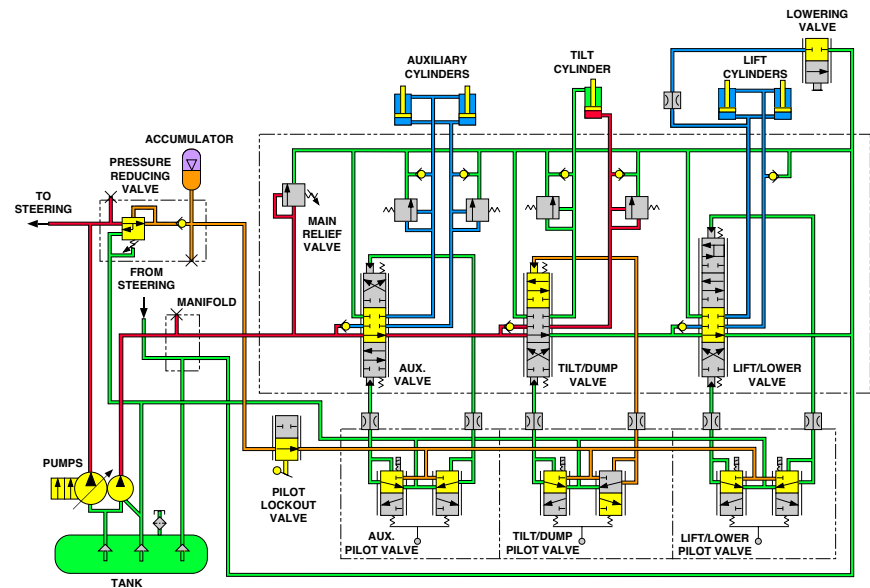 LOWERING
VALVE
AUXILIARY
CYLINDERS
TILT
CYLINDER
LIFT
CYLINDERS
ACCUMULATOR
PRESSURE
REDUCING
VALVE
TO
STEERING
MAIN
RELIEF
VALVE
FROM
STEERING
MANIFOLD
AUX.
VALVE
TILT/DUMP
VALVE
LIFT/LOWER
VALVE
PUMPS
PILOT
LOCKOUT
VALVE
AUX.
PILOT VALVE
TILT/DUMP
PILOT VALVE
LIFT/LOWER
PILOT VALVE
TANK